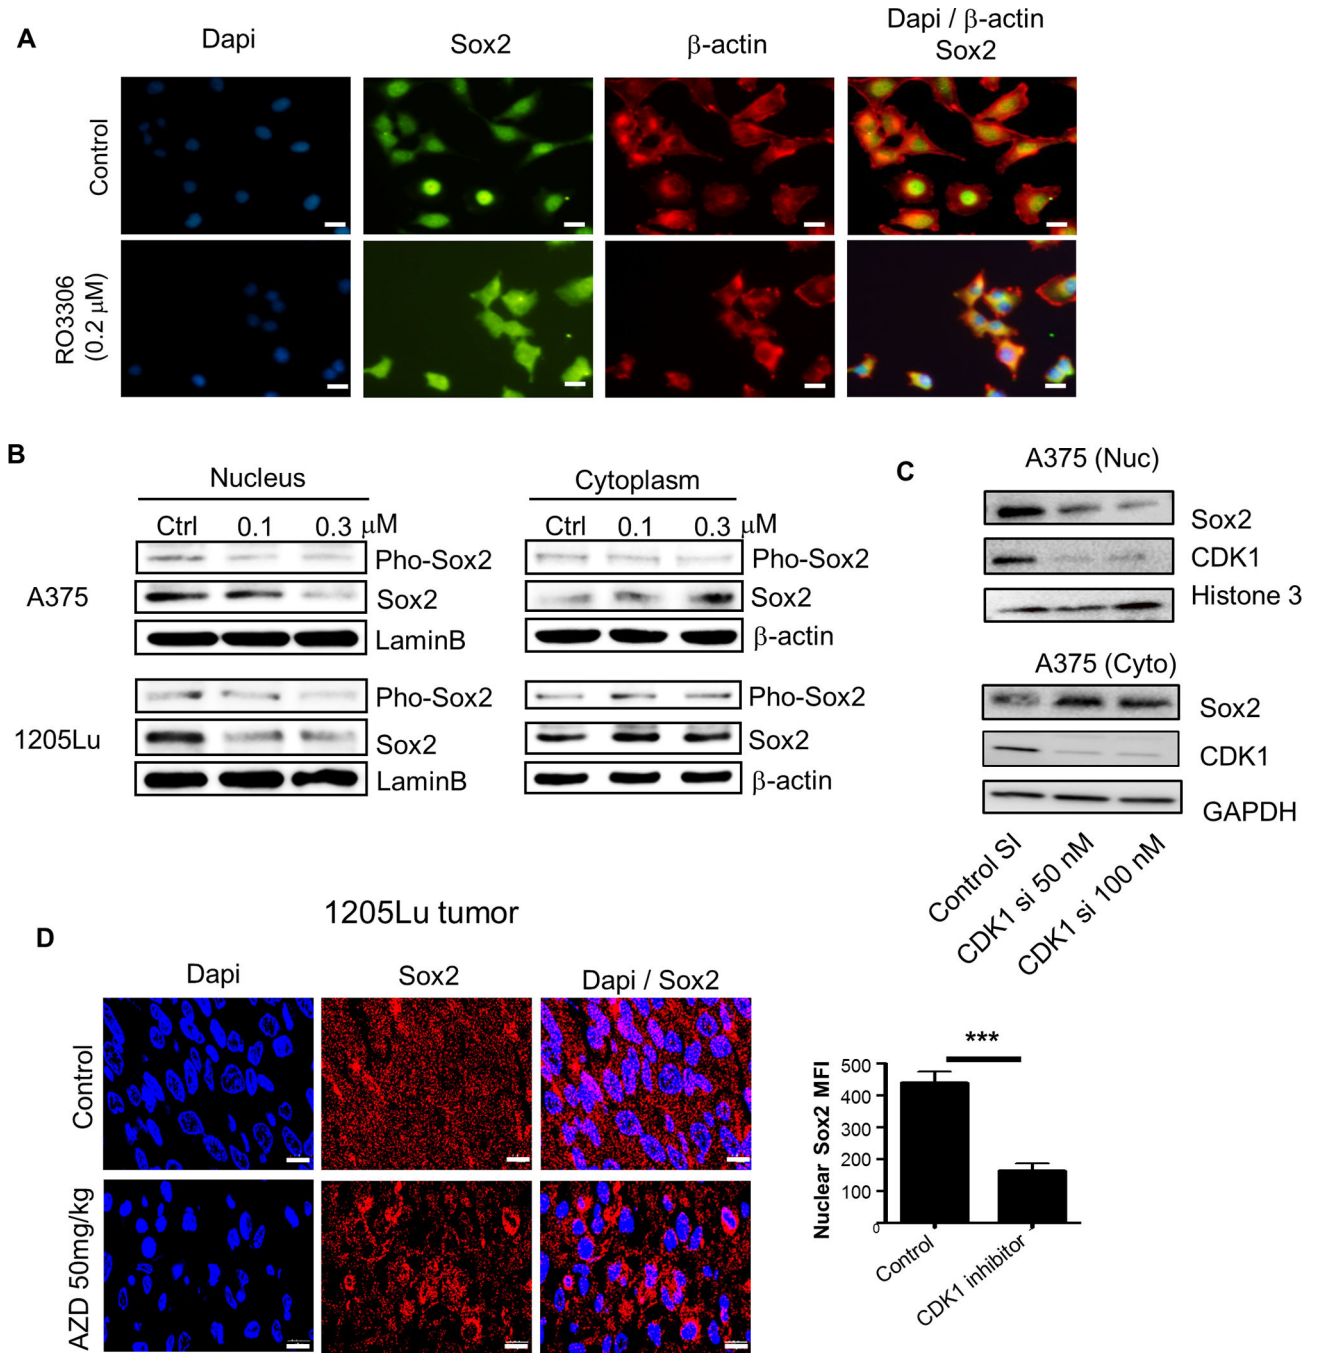 A
Dapi
Sox2
β-actin
Dapi / β-actin
Sox2
Control
RO3306
(0.2 μM)
B
Nucleus
Cytoplasm
Ctrl 0.1 0.3 μM
Ctrl 0.1 0.3 μM
A375
Pho-Sox2
Sox2
LaminB
Pho-Sox2
Sox2
β-actin
1205Lu
Pho-Sox2
Sox2
LaminB
Pho-Sox2
Sox2
β-actin
C
A375 (Nuc)
Sox2
CDK1
Histone 3
A375 (Cyto)
Sox2
CDK1
GAPDH
Control SI
CDK1 si 50 nM
CDK1 si 100 nM
D
1205Lu tumor
Dapi
Sox2
Dapi / Sox2
Control
AZD 50mg/kg
***
Nuclear Sox2 MFI
500
400
300
200
100
0
Control
CDK1 inhibitor